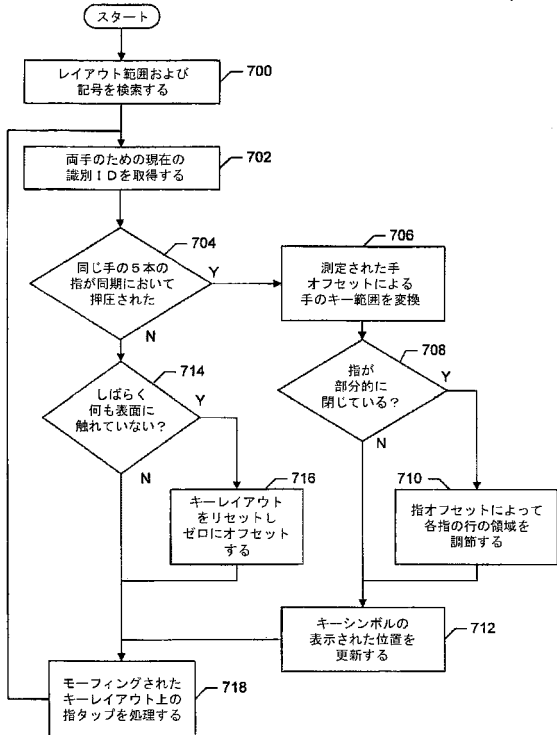 スタート
レイアウト範囲および
記号を検索する
700
両手のための現在の
識別IDを取得する
702
704
同じ手の5本の
指が同期において
押圧された
Y
N
706
測定された手
オフセットによる
手のキー範囲を変換
708
指が
部分的に
閉じている?
Y
N
714
しばらく
何も表面に
触れていない?
Y
N
716
キーレイアウト
をリセットし
ゼロにオフセット
する
710
指オフセットによって
各指の行の領域を
調節する
キーシンボルの
表示された位置を
更新する
712
モーフィングされた
キーレイアウト上の
指タップを処理する
718